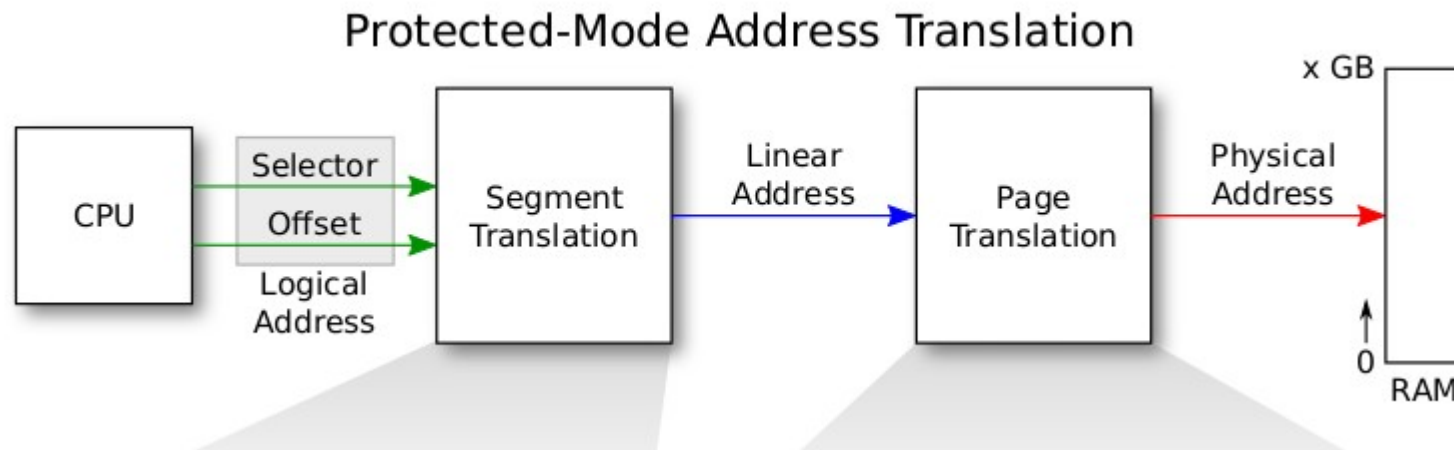 Protected-Mode Address Translation
x GB
CPU
Selector
Offset
Logical
Address
Segment
Translation
Linear
Address
Page
Translation
Physical
Address
0
RAM